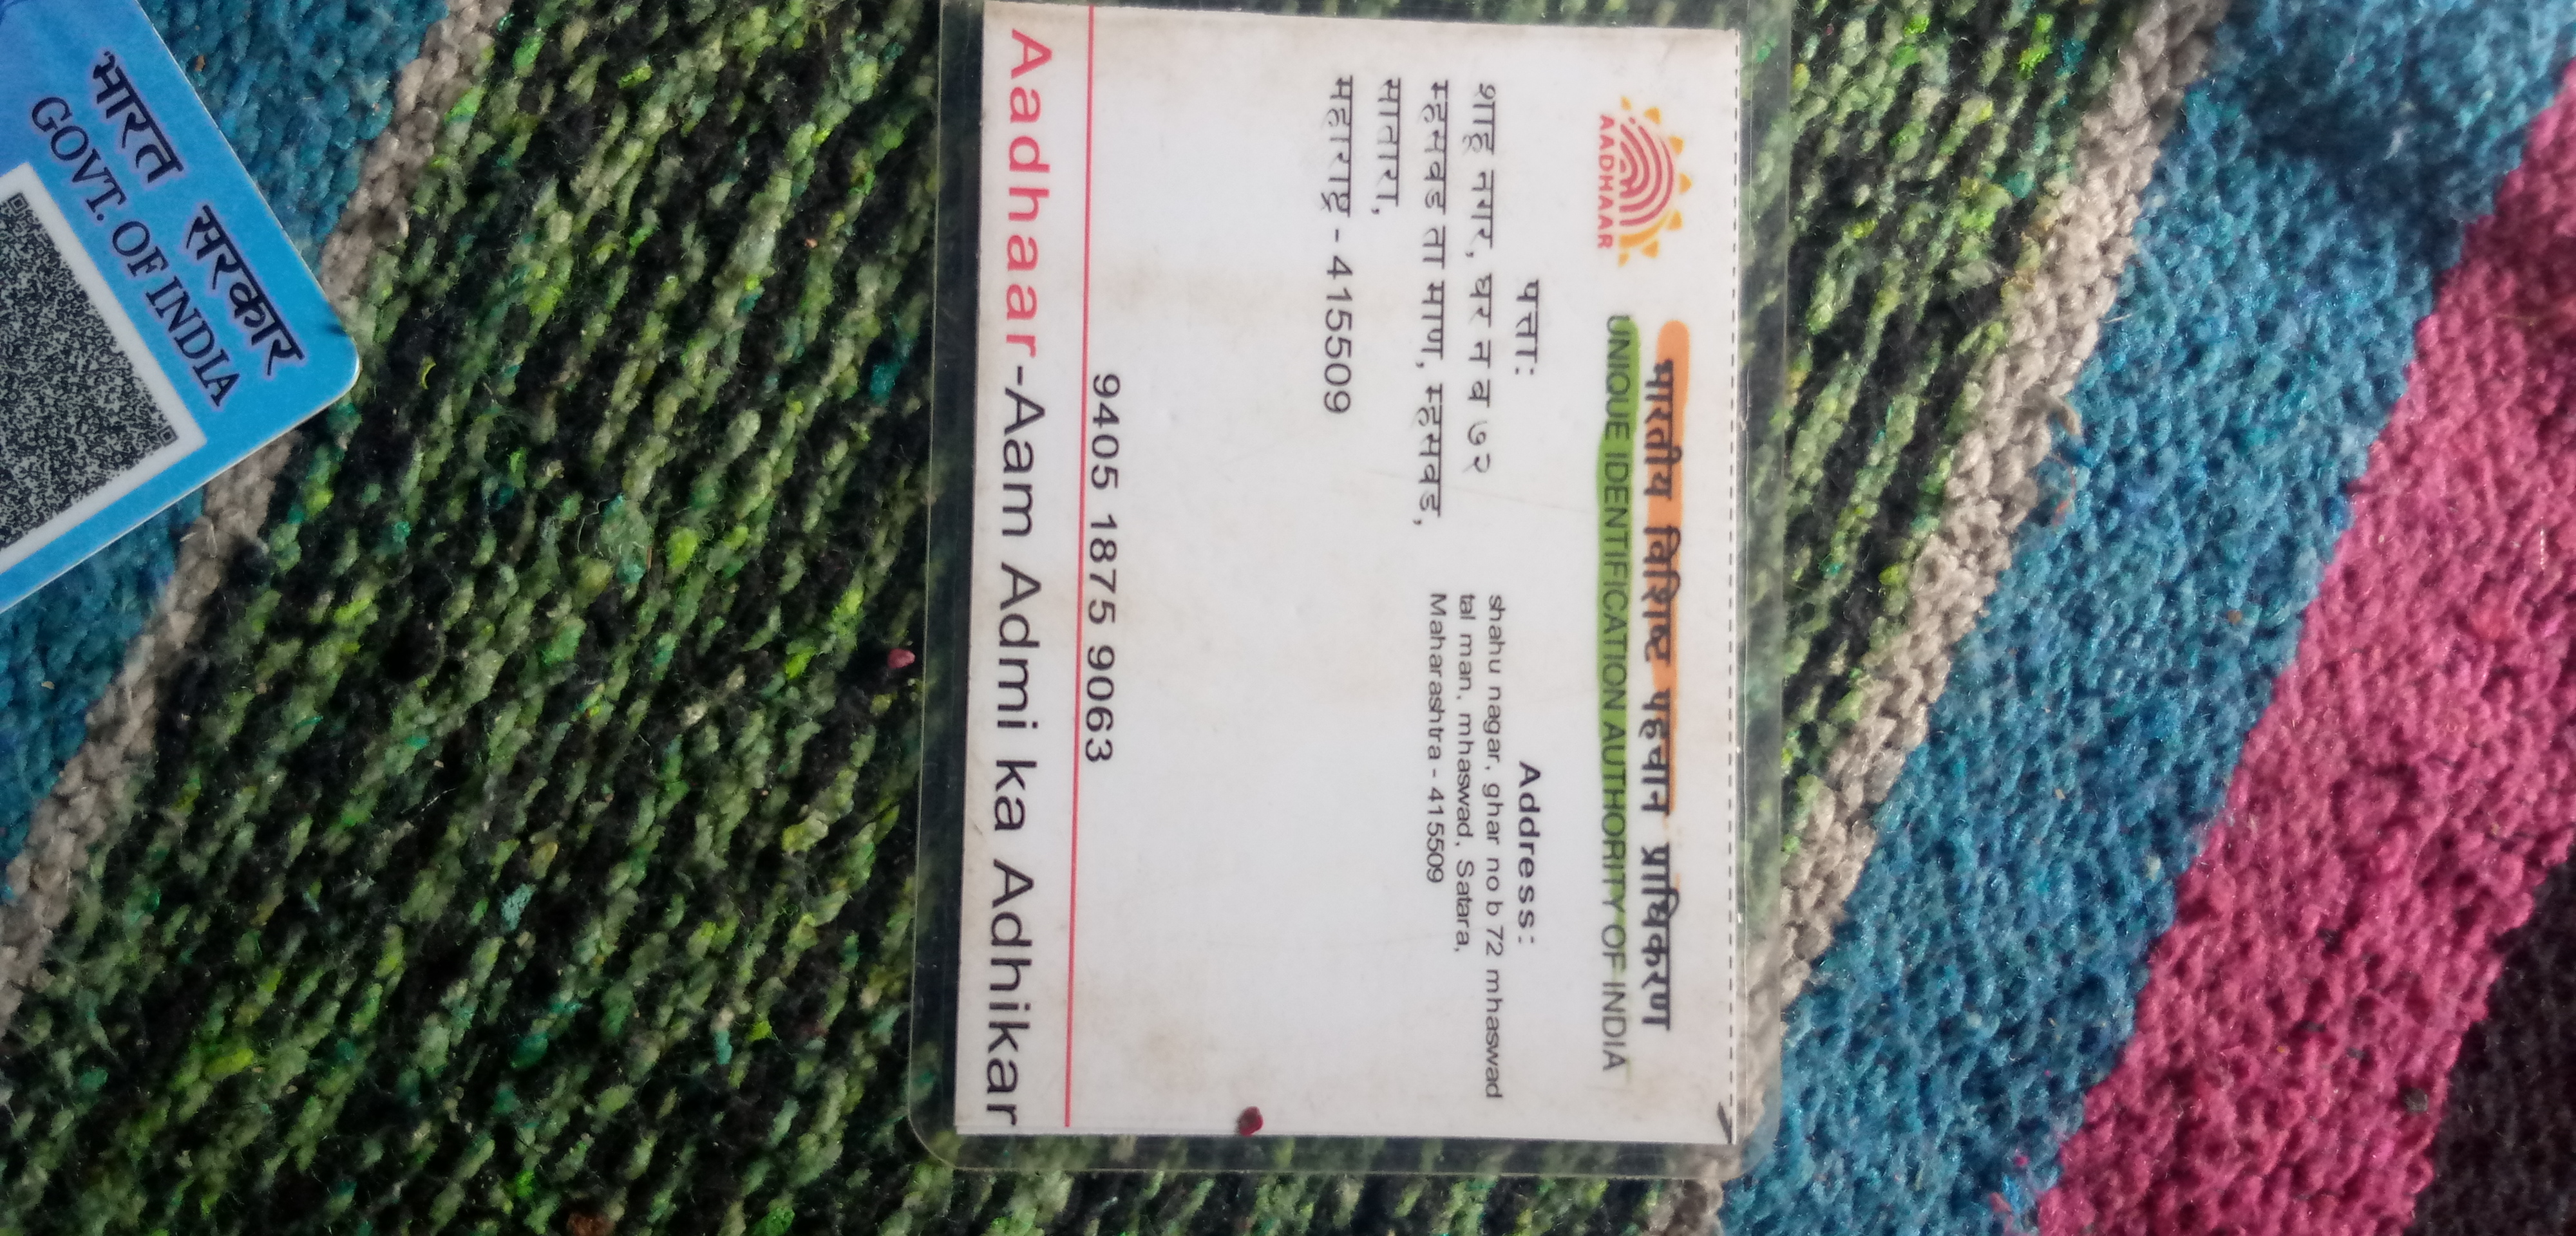 भारत सरकार
GOVT. OF INDIA
AADHAAR
भारतीय विशिष्ट पहचान प्राधिकरण
UNIQUE IDENTIFICATION AUTHORITY OF INDIA
पत्ता:
शाहू नगर, घर न व ७२
म्हसवड ता माण, म्हसवड,
सातारा,
महाराष्ट्र - 415509
Address:
shahu nagar, ghar no b 72 mhaswad
tal man, mhaswad, Satara,
Maharashtra - 415509
9405 1875 9063
Aadhaar-Aam Admi ka Adhikar